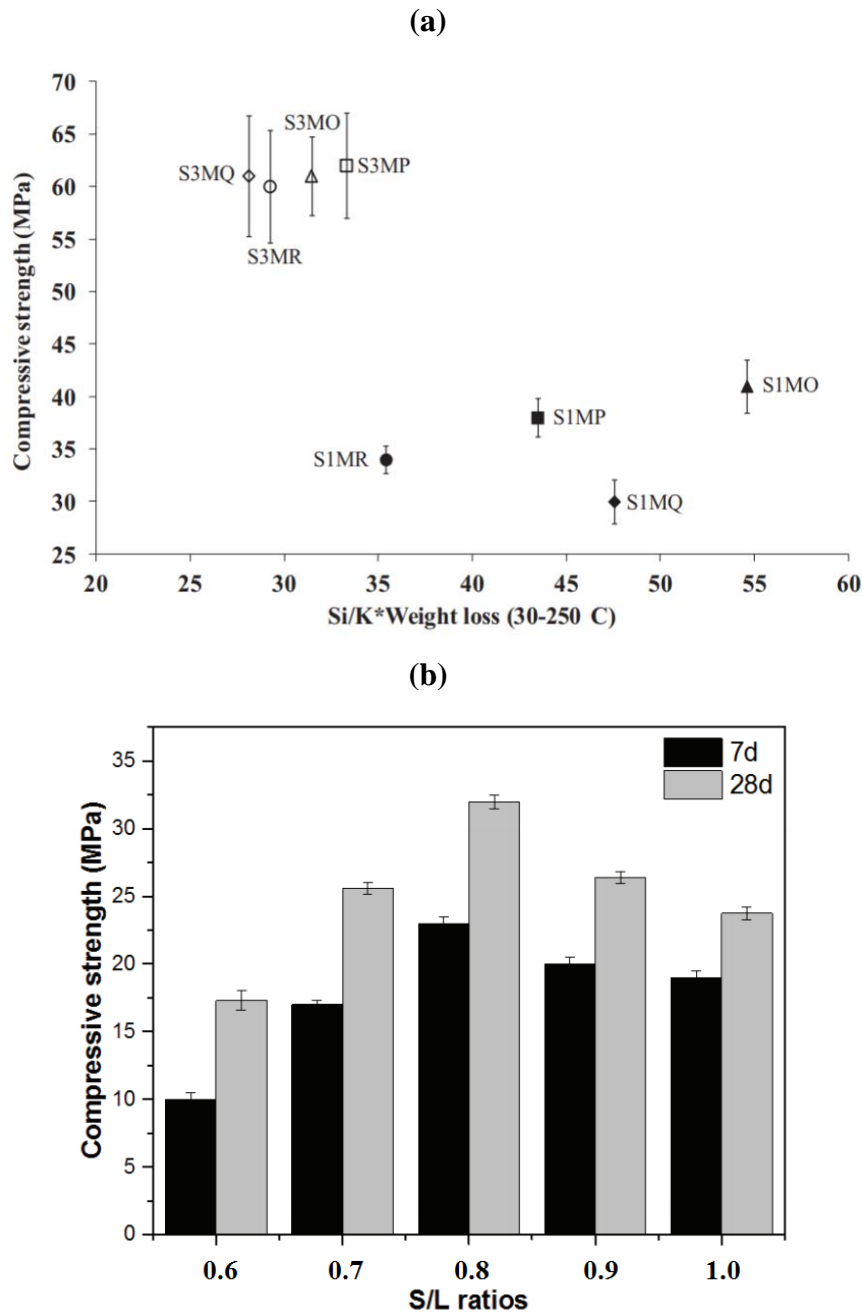 (a)
70
65
60
55
50
45
40
35
30
25
Compressive strength (MPa)
S3MO
S3MQ
S3MP
S3MR
S1MO
S1MP
S1MR
S1MQ
20 25 30 35 40 45 50 55 60
Si/K*Weight loss (30-250 C)
(b)
7d
28d
35
30
25
20
15
10
5
0
Compressive strength (MPa)
0.6 0.7 0.8 0.9 1.0
S/L ratios